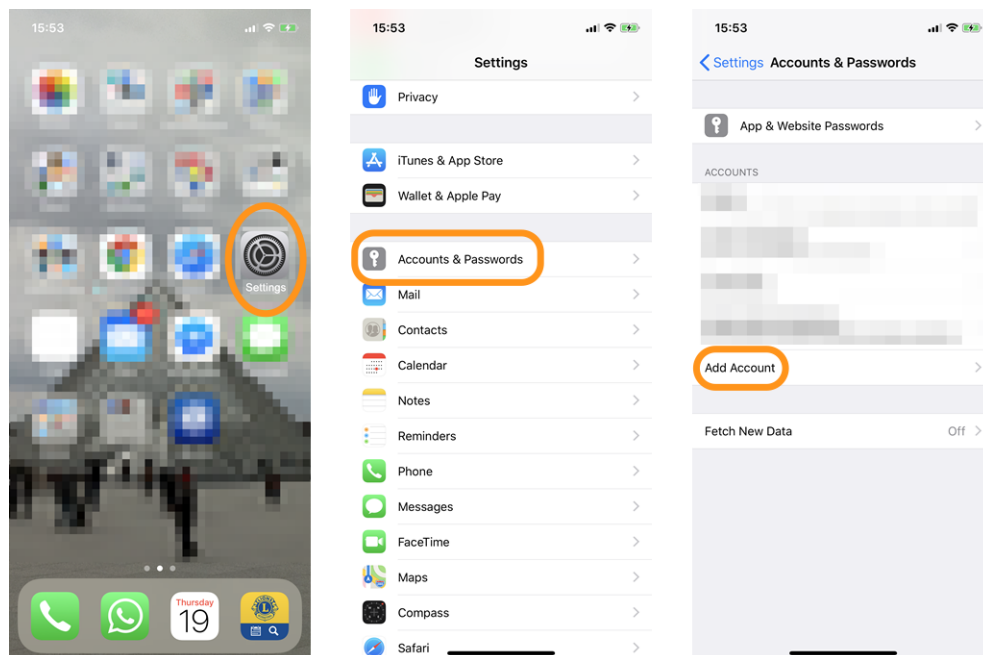 15:53
Settings
Thursday
19
LIONS
L
15:53
Settings
Privacy
iTunes & App Store
Wallet & Apple Pay
Accounts & Passwords
Mail
Contacts
Calendar
Notes
Reminders
Phone
Messages
FaceTime
Maps
Compass
Safari
15:53
Settings Accounts & Passwords
App & Website Passwords
ACCOUNTS
Add Account
Fetch New Data Off